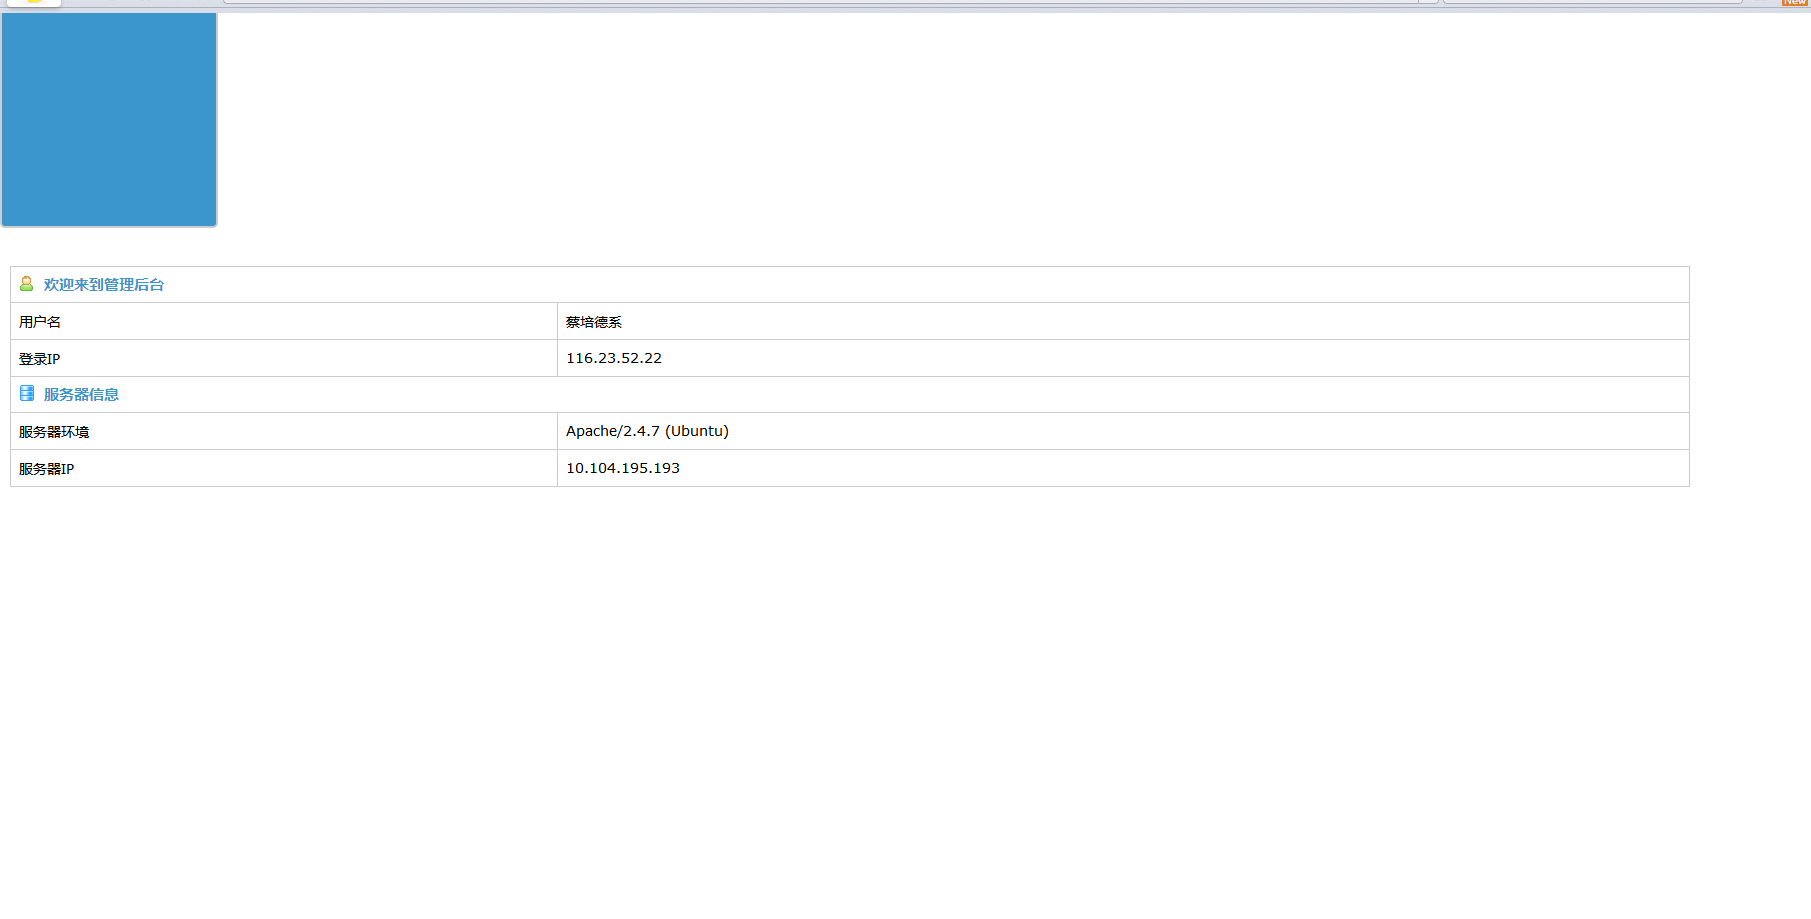 New
欢迎来到管理后台
用户名 蔡培德系
登录IP 116.23.52.22
服务器信息
服务器环境 Apache/2.4.7 (Ubuntu)
服务器IP 10.104.195.193